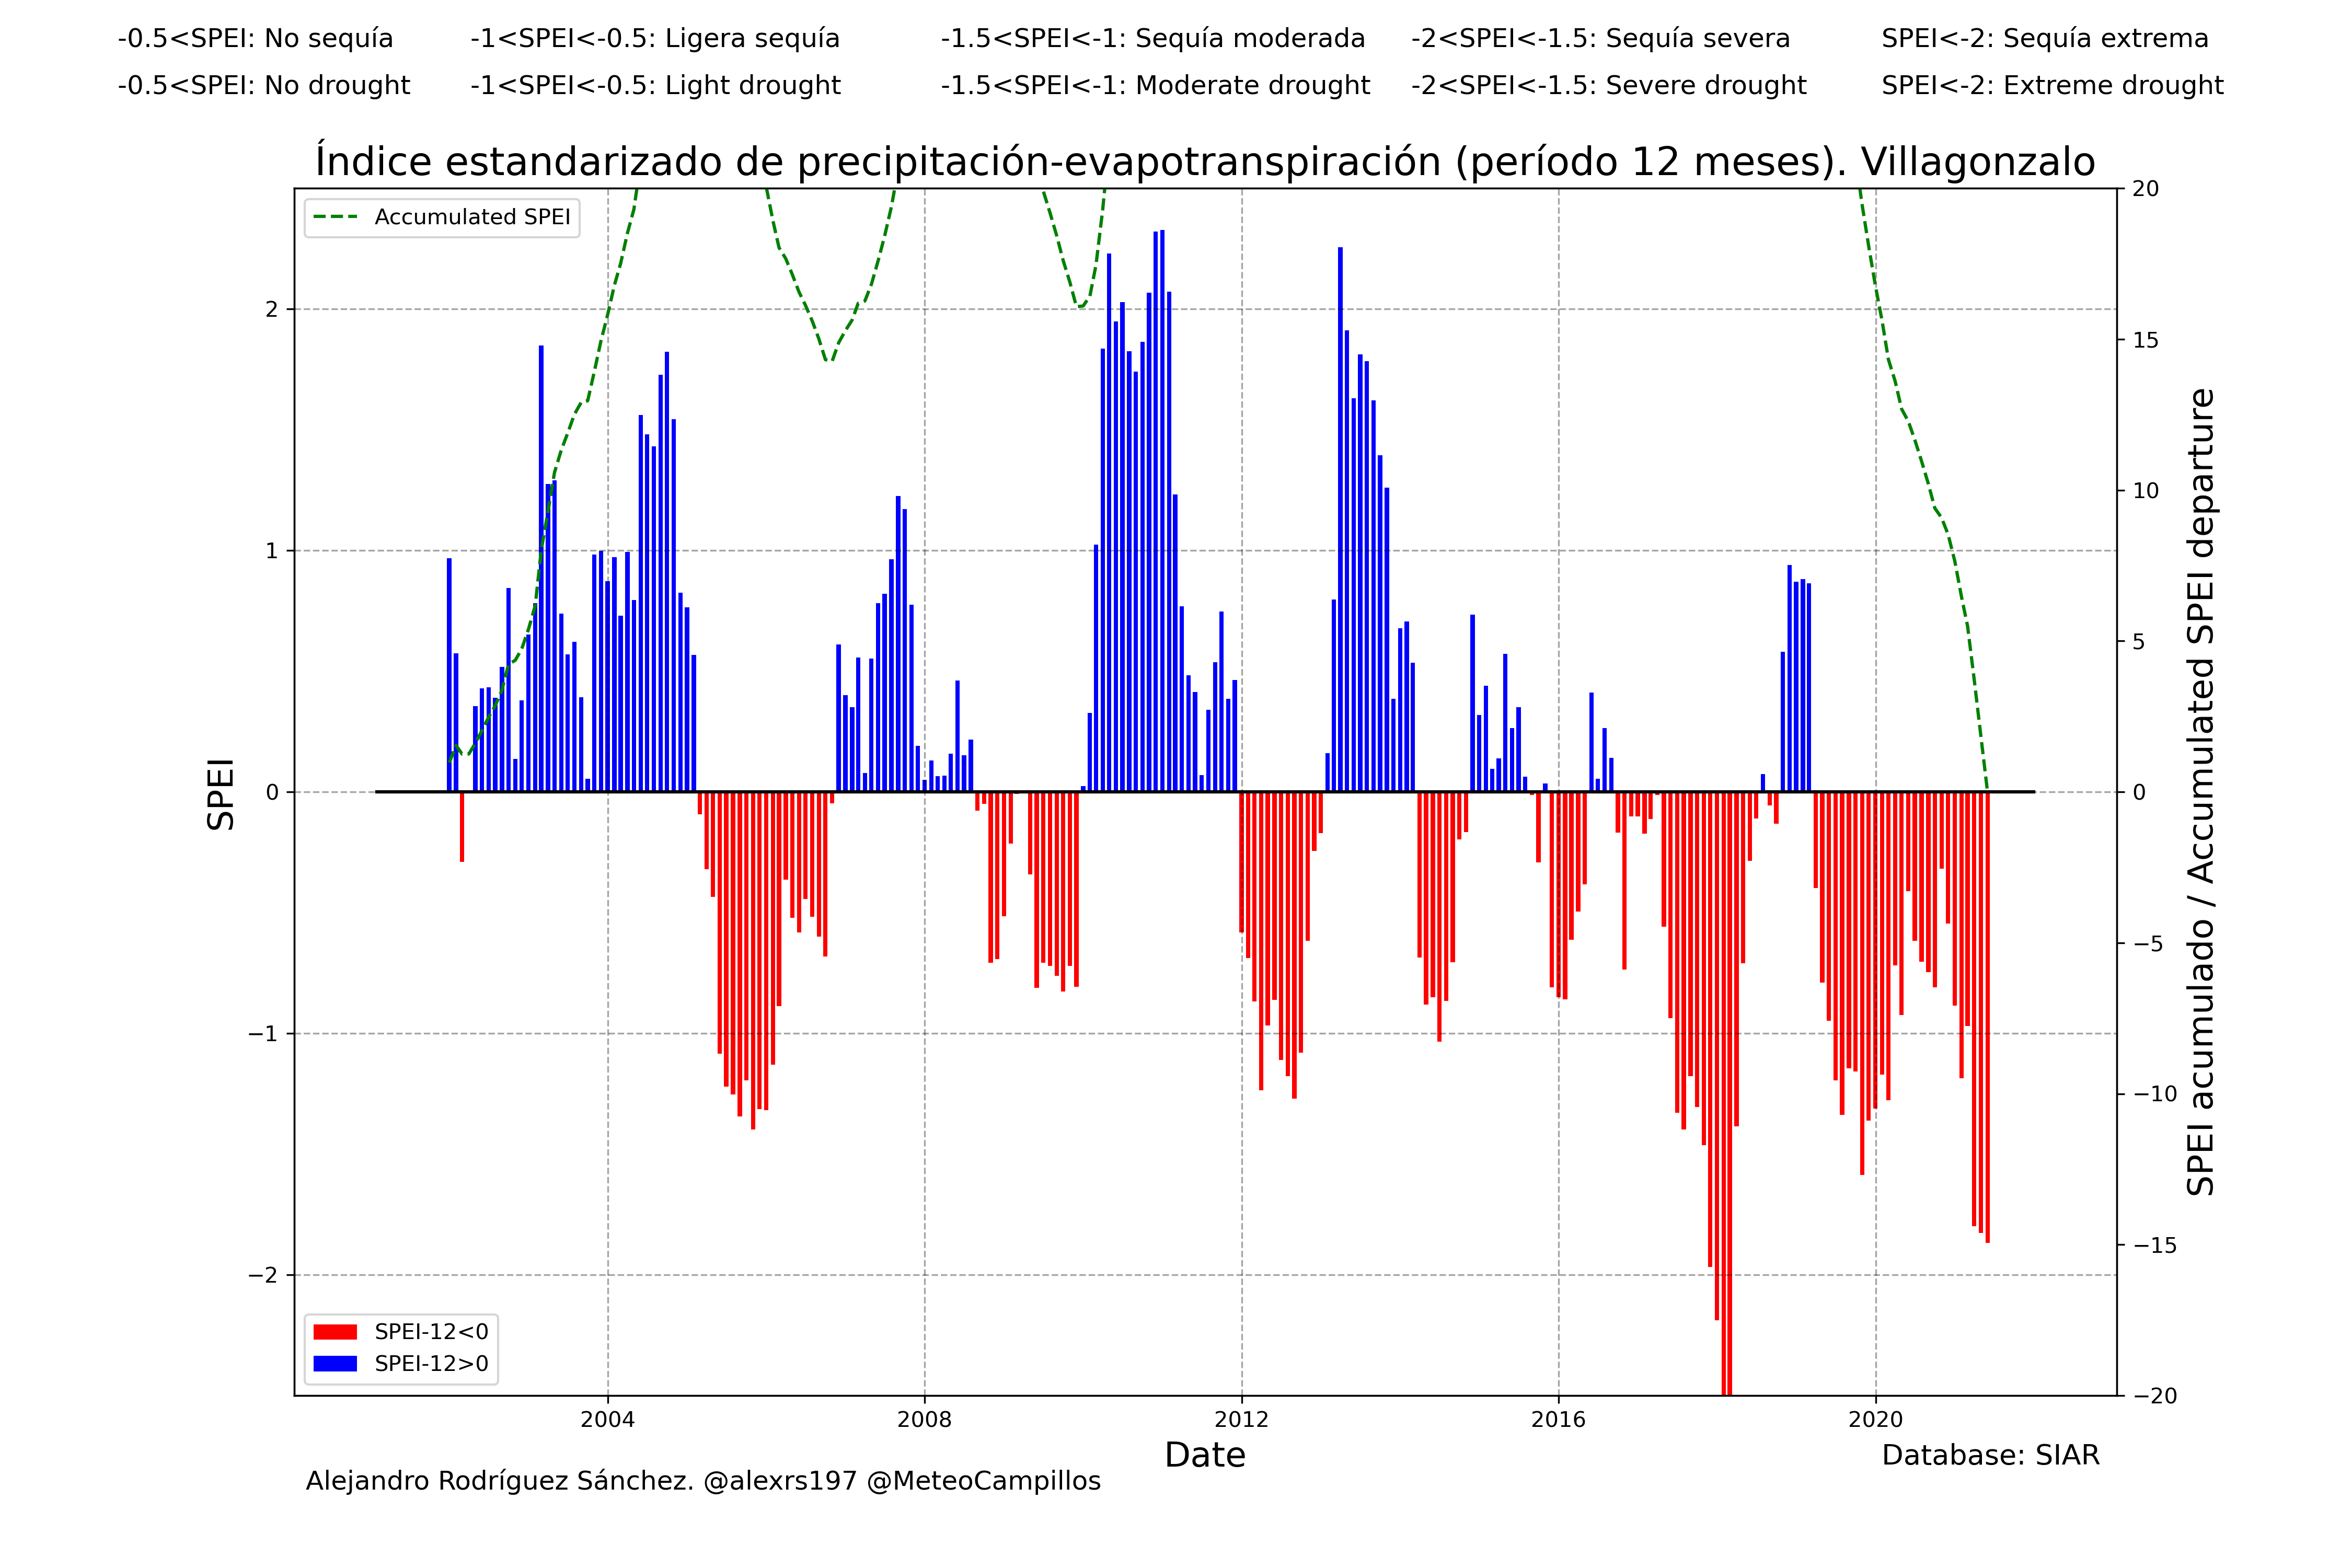 -0.5<SPEI: No sequía -1<SPEI<-0.5: Ligera sequía -1.5<SPEI<-1: Sequía moderada -2<SPEI<-1.5: Sequía severa SPEI<-2: Sequía extrema
-0.5<SPEI: No drought -1<SPEI<-0.5: Light drought -1.5<SPEI<-1: Moderate drought -2<SPEI<-1.5: Severe drought SPEI<-2: Extreme drought
Índice estandarizado de precipitación-evapotranspiración (período 12 meses). Villagonzalo
Accumulated SPEI
SPEI
2
1
0
−1
−2
20
15
10
5
0
−5
−10
−15
−20
SPEI acumulado / Accumulated SPEI departure
SPEI-12<0
SPEI-12>0
2004 2008 2012 2016 2020
Date
Database: SIAR
Alejandro Rodríguez Sánchez. @alexrs197 @MeteoCampillos